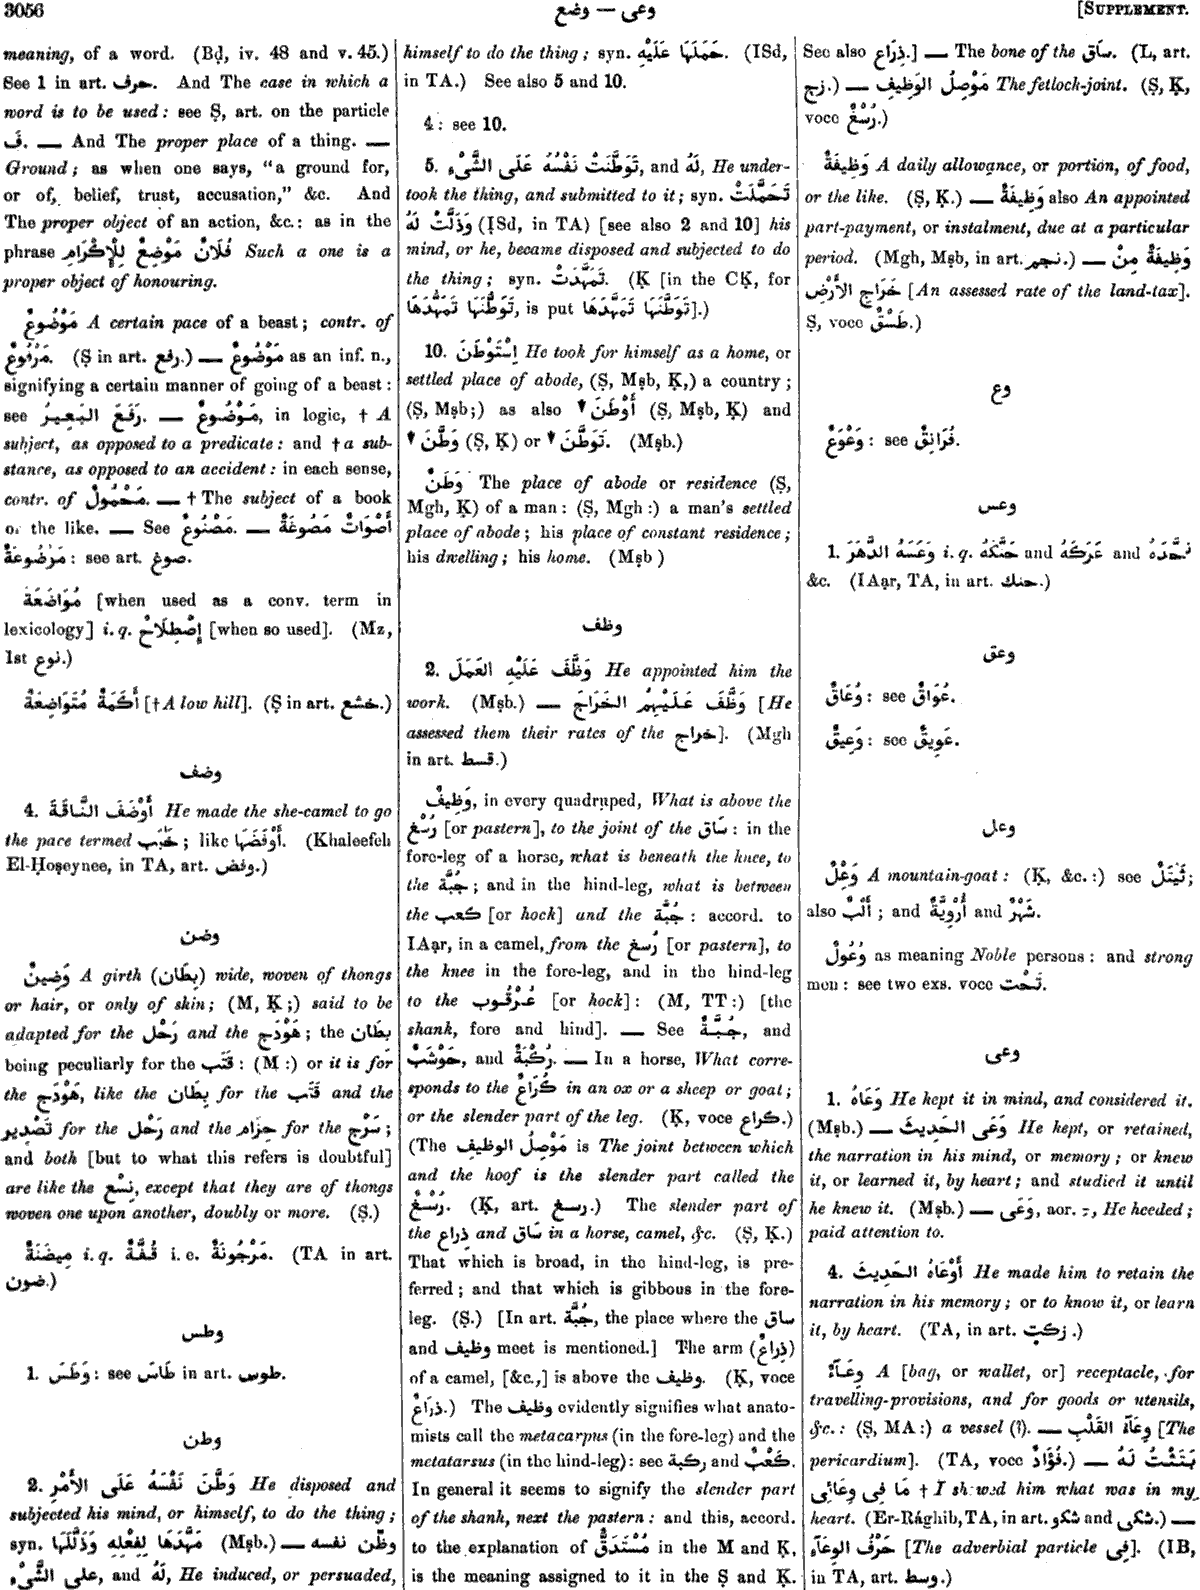 3056
وضع — وعى
[SUPPLEMENT.
meaning, of a word. (Bḍ, iv. 48 and v. 45.)
See 1 in art. حرف. And The case in which a
word is to be used: see Ṣ, art. on the particle
فَ. — And The proper place of a thing. —
Ground; as when one says, "a ground for,
or of, belief, trust, accusation," &c. And
The proper object of an action, &c.: as in the
phrase فُلَانٌ مَوْضِعٌ لِلْإِكْرَامِ Such a one is a
proper object of honouring.
مَوْضُوعٌ A certain pace of a beast; contr. of
مَرْفُوعٌ. (Ṣ in art. رفع.) — مَوْضُوعٌ as an inf. n.,
signifying a certain manner of going of a beast:
see رَفَعَ البَعِيرُ. — مَوْضُوعٌ, in logic, † A
subject, as opposed to a predicate: and † a sub-
stance, as opposed to an accident: in each sense,
contr. of مَحْمُولٌ. — † The subject of a book
or the like. — See مَصْنُوعٌ. — أَصْوَاتٌ مَصُوغَةٌ
مَوْضُوعَةٌ: see art. صوغ.
مُوَاضَعَة [when used as a conv. term in
lexicology] i. q. إِصْطِلَاحٌ [when so used]. (Mz,
1st نوع.)
أَكَمَةٌ مُتَوَاضِعَةٌ [† A low hill]. (Ṣ in art. خشع.)
وضف
4. أَوْضَفَ النَّاقَةَ He made the she-camel to go
the pace termed خَبَب; like أَوْفَضَهَا. (Khaleefeh
El-Ḥoṣeynee, in TA, art. وفض.)
وضن
وَضِينٌ A girth (بِطَان) wide, woven of thongs
or hair, or only of skin; (M, Ḳ;) said to be
adapted for the رَحْل and the هَوْدَج; the بِطَان
being peculiarly for the قَتَب: (M:) or it is for
the هَوْدَج, like the بِطَان for the قَتَب and the
تَصْدِير for the رَحْل and the حِزَام for the سَرْج;
and both [but to what this refers is doubtful]
are like the نِسْع, except that they are of thongs
woven one upon another, doubly or more. (Ṣ.)
مِيضَنَةٌ i. q. قُفَّةٌ i. e. مَرْجُونَةٌ. (TA in art.
ضون.)
وطس
1. وَطَسَ: see طَاسَ in art. طوس.
وطن
2. وَطَّنَ نَفْسَهُ عَلَى الأَمْرِ He disposed and
subjected his mind, or himself, to do the thing;
syn. مَهَّدَهَا لِفِعْلِهِ وَذَلَّلَهَا (Mṣb.) — وطّن نفسه
على الشَّىْءِ, and لَهُ, He induced, or persuaded,
himself to do the thing; syn. حَمَلَهَا عَلَيْهِ. (ISd,
in TA.) See also 5 and 10.
4: see 10.
5. تَوَطَّنَتْ نَفْسُهُ عَلَى الشَّىْءِ, and لَهُ, He under-
took the thing, and submitted to it; syn. تَحَمَّلَتْ
وَذَلَّتْ لَهُ (ISd, in TA) [see also 2 and 10] his
mind, or he, became disposed and subjected to do
the thing; syn. تَمَهَّدَتْ. (Ḳ [in the CḲ, for
تَوَطَّنَهَا تَمَهَّدَهَا, is put تَوَطُّنَهَا تَمَهُّدَهَا].)
10. إِسْتَوْطَنَ He took for himself as a home, or
settled place of abode, (Ṣ, Mṣb, Ḳ,) a country;
(Ṣ, Mṣb;) as also أَوْطَنَ (Ṣ, Mṣb, Ḳ) and
وَطَّنَ (Ṣ, Ḳ) or تَوَطَّنَ. (Mṣb.)
وَطَنٌ The place of abode or residence (Ṣ,
Mgh, Ḳ) of a man: (Ṣ, Mgh:) a man's settled
place of abode; his place of constant residence;
his dwelling; his home. (Mṣb)
وظف
2. وَظَّفَ عَلَيْهِ العَمَلَ He appointed him the
work. (Mṣb.) — وَظَّفَ عَلَيْهِمُ الخَرَاجَ [He
assessed them their rates of the خراج]. (Mgh
in art. قسط.)
وَظِيفٌ, in every quadruped, What is above the
رُسْغ [or pastern], to the joint of the سَاق: in the
fore-leg of a horse, what is beneath the knee, to
the جُبَّة; and in the hind-leg, what is between
the كعب [or hock] and the جُبَّة: accord. to
IAạr, in a camel, from the رُسغ [or pastern], to
the knee in the fore-leg, and in the hind-leg
to the عُرْقُوب [or hock]: (M, TT:) [the
shank, fore and hind]. — See جُبَّةٌ, and
حَوْشَبٌ, and رُكْبَةٌ. — In a horse, What corre-
sponds to the كُرَاعٌ in an ox or a sheep or goat;
or the slender part of the leg. (Ḳ, voce كراع.)
(The مَوْصِلُ الوظيف is The joint between which
and the hoof is the slender part called the
رُسْغٌ. (Ḳ, art. رسغ.) The slender part of
the ذِراع and سَاق in a horse, camel, &c. (Ṣ, Ḳ.)
That which is broad, in the hind-leg, is pre-
ferred; and that which is gibbous in the fore-
leg. (Ṣ.) [In art. جُبَّة, the place where the ساق
and وظيف meet is mentioned.] The arm (ذِرَاعٌ)
of a camel, [&c.,] is above the وظيف. (Ḳ, voce
ذِرَاعٌ.) The وظيف evidently signifies what anato-
mists call the metacarpus (in the fore-leg) and the
metatarsus (in the hind-leg): see ركبة and كَعْبٌ.
In general it seems to signify the slender part
of the shank, next the pastern: and this, accord.
to the explanation of مُسْتَدَقٌّ in the M and Ḳ,
is the meaning assigned to it in the Ṣ and Ḳ.
See also ذِرَاع.] — The bone of the سَاق. (L, art.
زج.) — مَوْصِلُ الوَظِيفِ The fetlock-joint. (Ṣ, Ḳ,
voce رُسْغٌ.)
وَظِيفَةٌ A daily allowance, or portion, of food,
or the like. (Ṣ, Ḳ.) — وَظِيفَةٌ also An appointed
part-payment, or instalment, due at a particular
period. (Mgh, Mṣb, in art. نجم.) — وَظِيفَةٌ مِنْ
خَرَاجِ الأَرْضِ [An assessed rate of the land-tax].
Ṣ, voce طَسْقٌ.)
وع
وَعْوَعٌ: see فُرَانِقٌ.
وعس
1. وَعَسَهُ الدَّهْرَ i. q. حَنَّكَهُ and عَرَكَهُ and نَجَّدَهُ
&c. (IAạr, TA, in art. حنك.)
وعق
وُعَاقٌ: see عُوَاقٌ.
وَعِيقٌ: see عَوِيقٌ.
وعل
وَعْلٌ A mountain-goat: (Ḳ, &c.:) see ثَيْتَلٌ;
also أَلْبٌ; and أُرْوِيَّةٌ and شَهْرٌ.
وُعُولٌ as meaning Noble persons: and strong
men: see two exs. voce تَحْت.
وعى
1. وَعَاهُ He kept it in mind, and considered it.
(Mṣb.) — وَعَى الحَدِيثَ He kept, or retained,
the narration in his mind, or memory; or knew
it, or learned it, by heart; and studied it until
he knew it. (Mṣb.) — وَعَى, aor. ـِ, He heeded;
paid attention to.
4. أَوْعَاهُ الحَدِيثَ He made him to retain the
narration in his memory; or to know it, or learn
it, by heart. (TA, in art. زكت.)
وِعَآءٌ A [bag, or wallet, or] receptacle, for
travelling-provisions, and for goods or utensils,
&c.: (Ṣ, MA:) a vessel (?). — وِعَآءُ القَلْبِ [The
pericardium]. (TA, voce فُؤَادٌ.) — بَثَثْتُ لَهُ
مَا فِى وِعَائِى † I showed him what was in my
heart. (Er-Rághib, TA, in art. شكو and شكى.) —
حَرْفُ الوِعَآءِ [The adverbial particle فِى]. (IB,
in TA, art. وسط.)